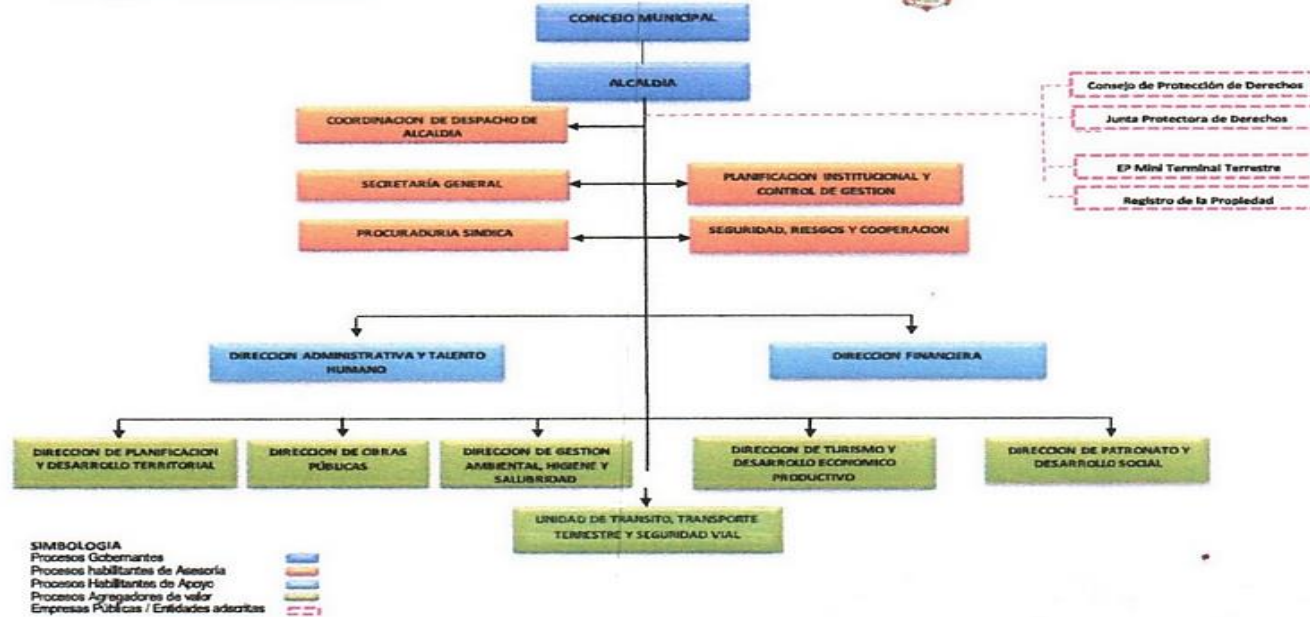 CONCEJO MUNICIPAL
ALCALDIA
Consejo de Protección de Derechos
COORDINACION DE DESPACHO DE
ALCALDIA
Junta Protectora de Derechos
SECRETARÍA GENERAL
PLANIFICACION INSTITUCIONAL Y
CONTROL DE GESTION
EP Mini Terminal Terrestre
Registro de la Propiedad
PROCURADURIA SINDICA
SEGURIDAD, RIESGOS Y COOPERACION
DIRECCION ADMINISTRATIVA Y TALENTO
HUMANO
DIRECCION FINANCIERA
DIRECCION DE PLANIFICACION
Y DESARROLLO TERRITORIAL
DIRECCION DE OBRAS
PÚBLICAS
DIRECCION DE GESTION
AMBIENTAL, HIGIENE Y
SALUBRIDAD
DIRECCION DE TURISMO Y
DESARROLLO ECONOMICO
PRODUCTIVO
DIRECCION DE PATRONATO Y
DESARROLLO SOCIAL
UNIDAD DE TRANSITO, TRANSPORTE
TERRESTRE Y SEGURIDAD VIAL
SIMBOLOGIA
Procesos Gobernantes
Procesos habilitantes de Asesoría
Procesos Habilitantes de Apoyo
Procesos Agregadores de valor
Empresas Públicas / Entidades adscritas